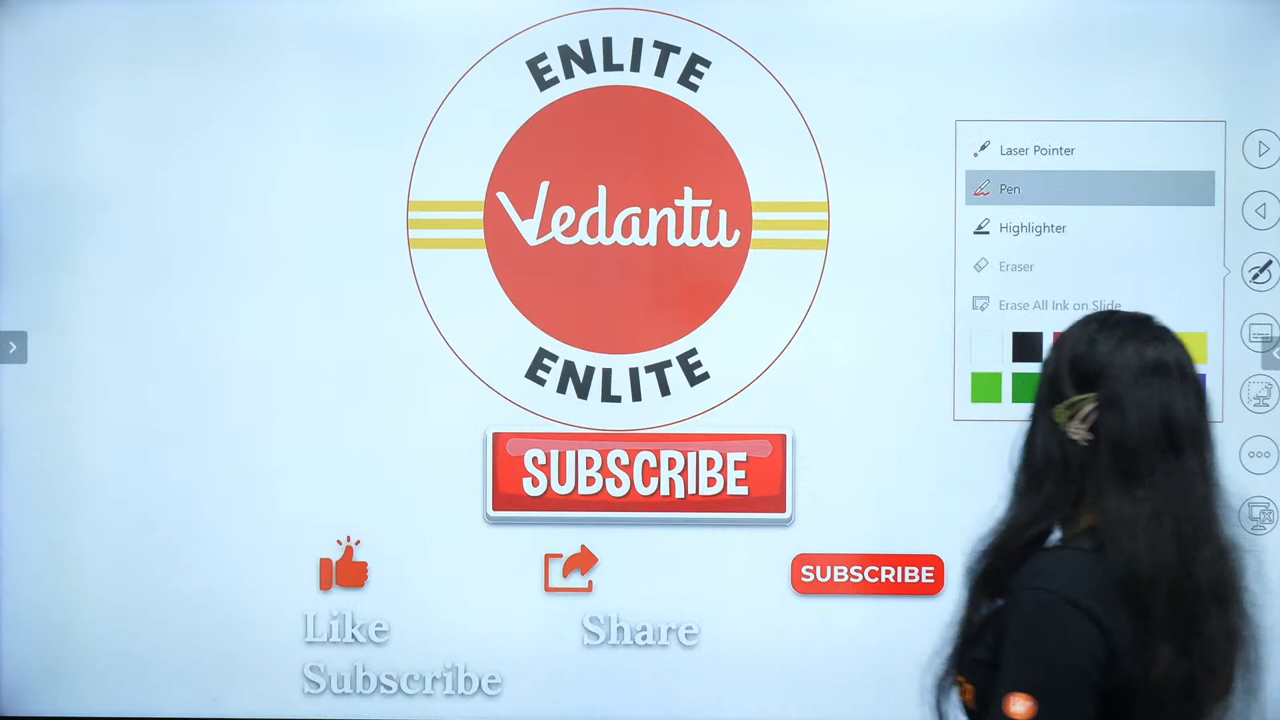 ENLITE
Vedantu
ENLITE
SUBSCRIBE
SUBSCRIBE
Like
Share
Subscribe
Laser Pointer
Pen
Highlighter
Eraser
Erase All Ink on Slide